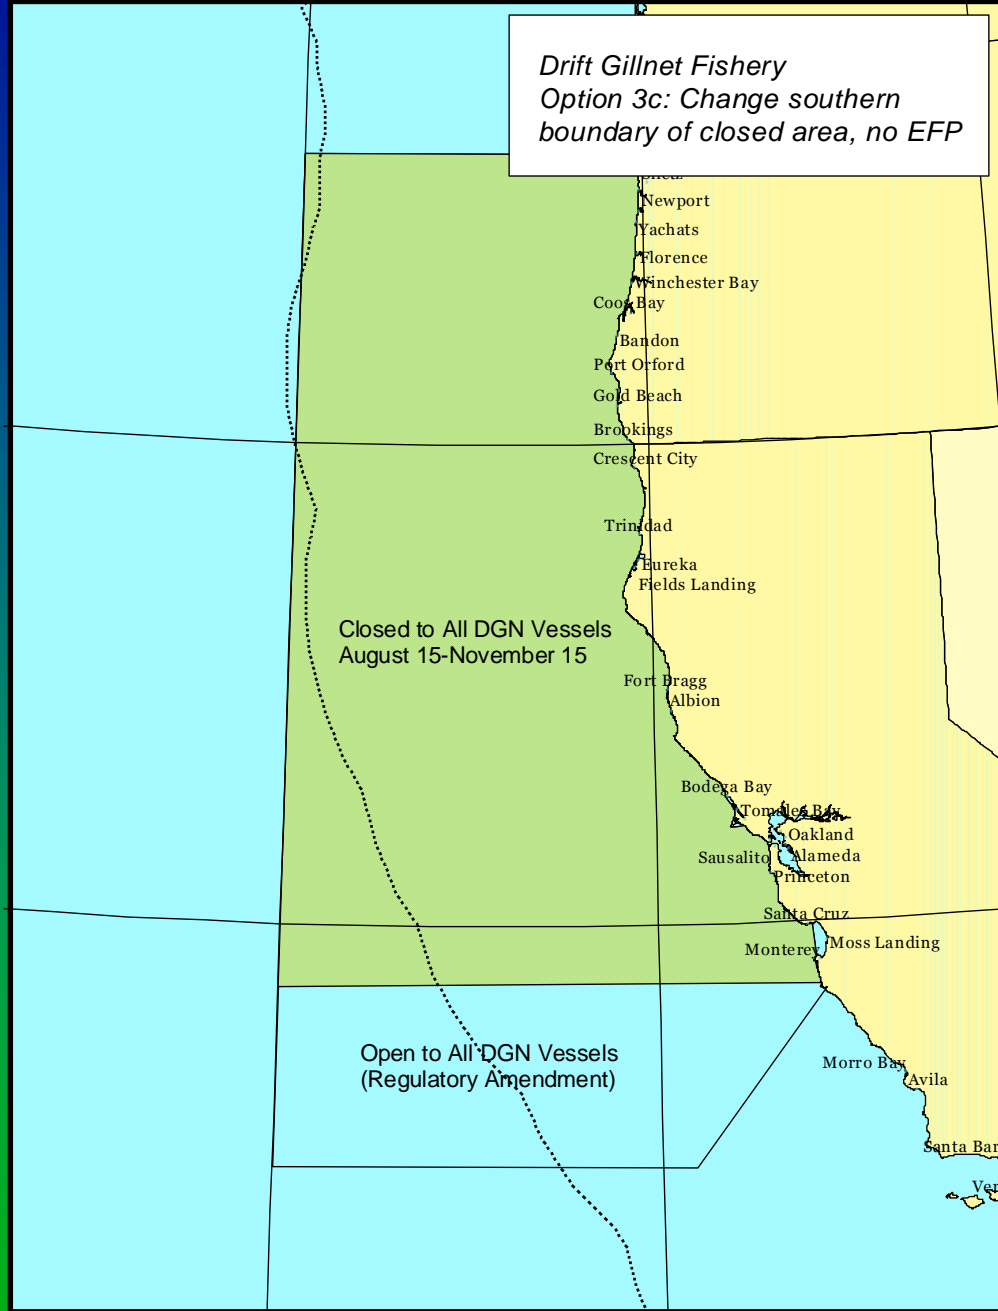 Drift Gillnet Fishery
Option 3c: Change southern
boundary of closed area, no EFP
Newport
Yachats
Florence
Winchester Bay
Coos Bay
Bandon
Port Orford
Gold Beach
Brookings
Crescent City
Trinidad
Eureka
Fields Landing
Closed to All DGN Vessels
August 15-November 15
Fort Bragg
Albion
Bodega Bay
Tomales Bay
Oakland
Sausalito
Alameda
Princeton
Santa Cruz
Moss Landing
Monterey
Open to All DGN Vessels
(Regulatory Amendment)
Morro Bay
Avila
Santa Bar
Ver